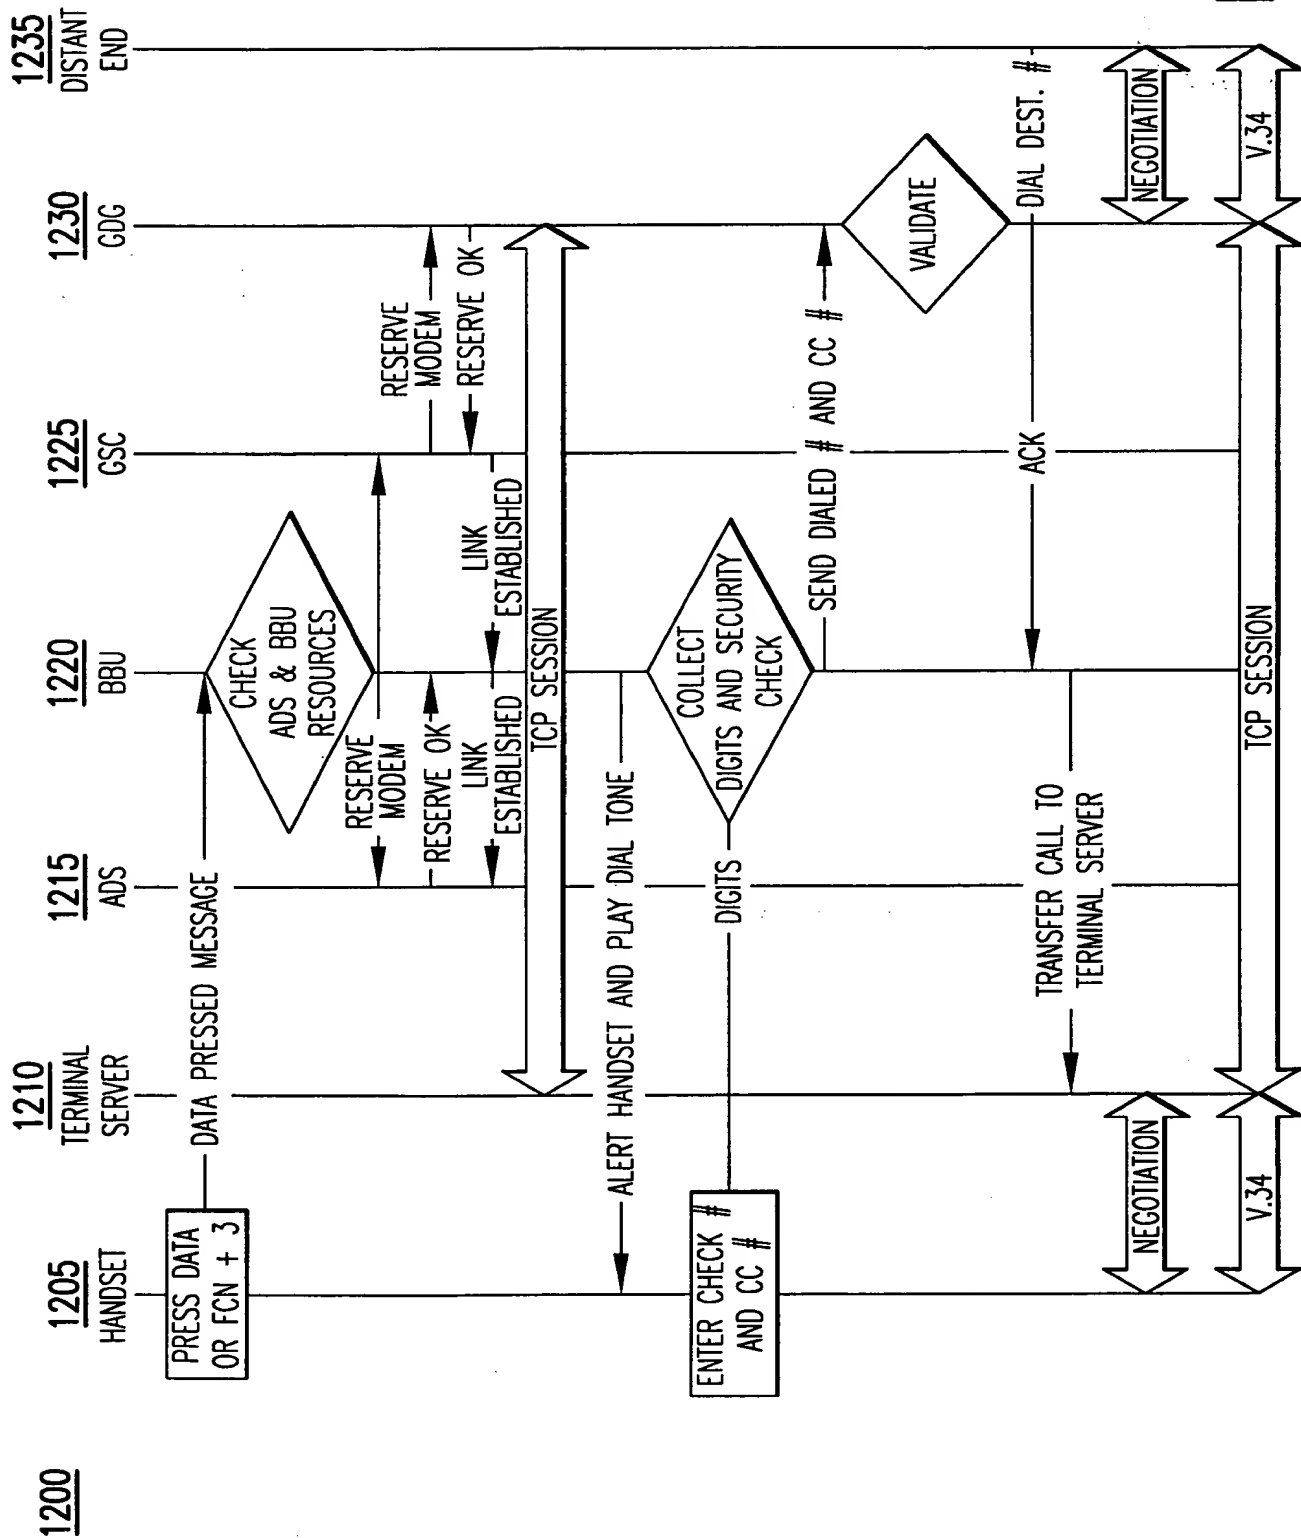 1200
1205
HANDSET
1210
TERMINAL
SERVER
1215
ADS
1220
BBU
1225
GSC
1230
GDG
1235
DISTANT
END
PRESS DATA
OR FCN + 3
DATA PRESSED MESSAGE
CHECK
ADS & BBU
RESOURCES
RESERVE
MODEM
RESERVE OK
RESERVE
MODEM
RESERVE OK
LINK
ESTABLISHED
LINK
ESTABLISHED
TCP SESSION
ALERT HANDSET AND PLAY DIAL TONE
ENTER CHECK #
AND CC #
DIGITS
COLLECT
DIGITS AND SECURITY
CHECK
SEND DIALED # AND CC #
VALIDATE
ACK
DIAL DEST. #
TRANSFER CALL TO
TERMINAL SERVER
NEGOTIATION
NEGOTIATION
V.34
TCP SESSION
V.34